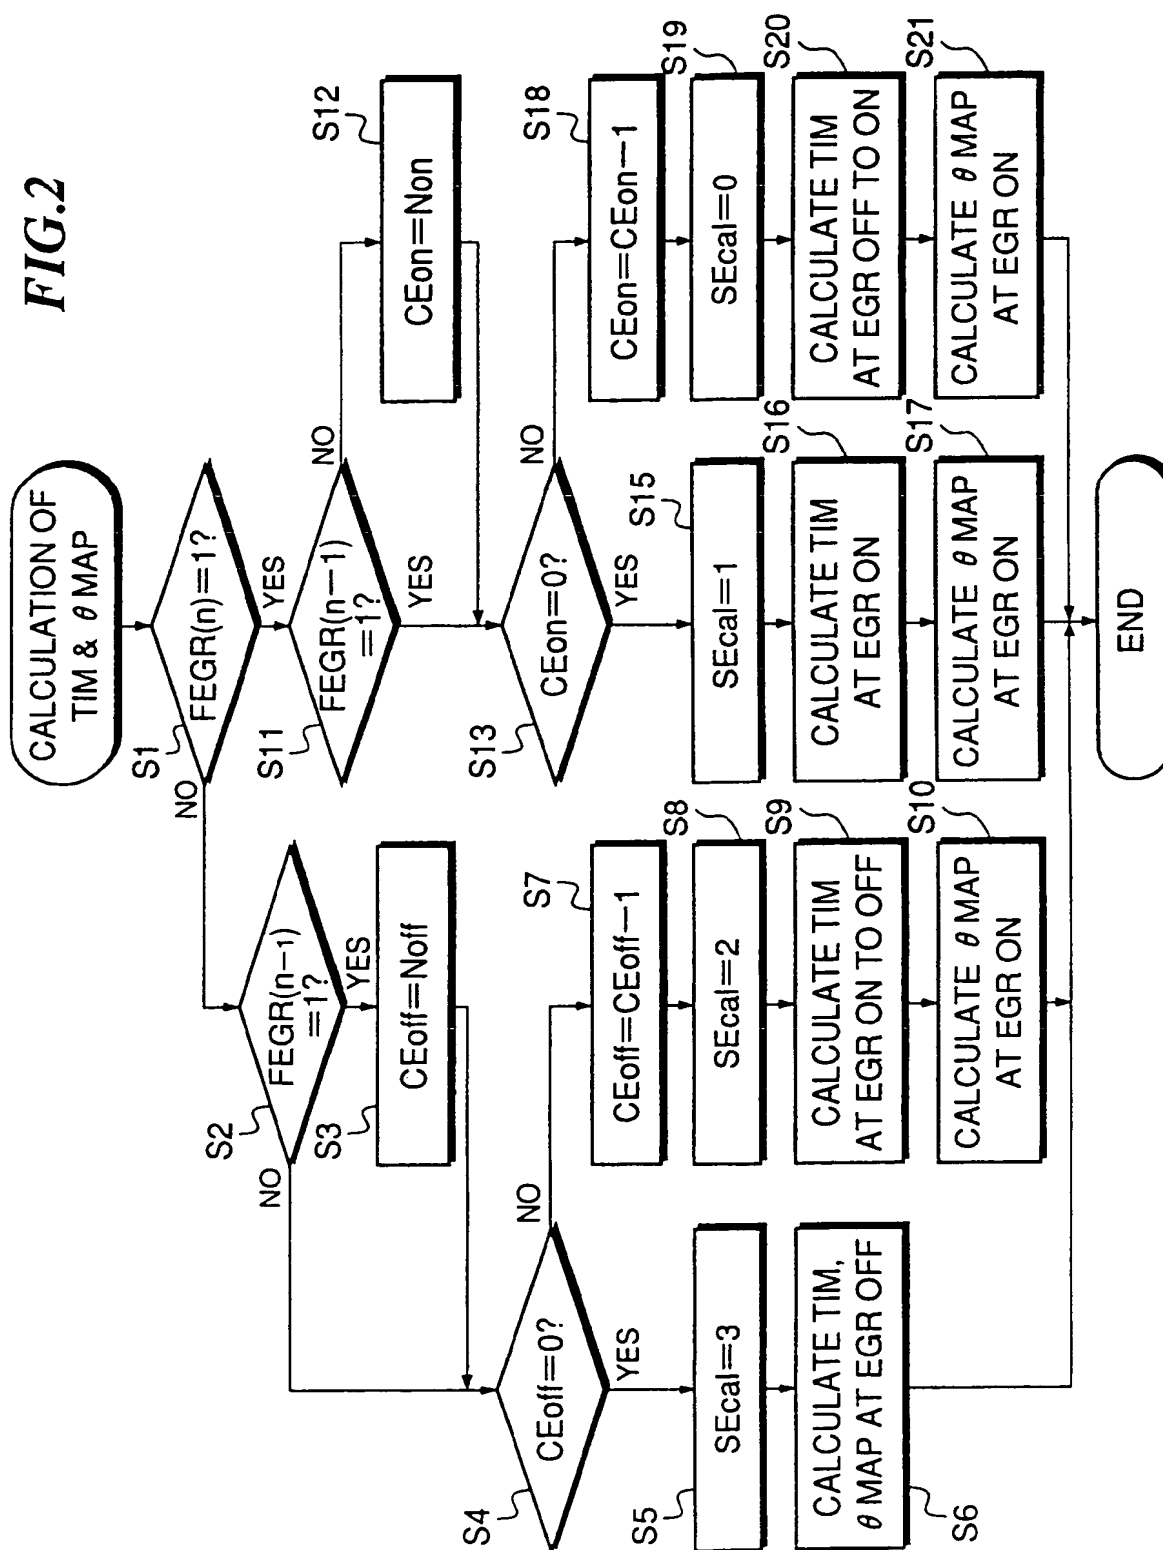 FIG.2
CALCULATION OF
TIM & θ MAP
S1
FEGR(n)=1?
NO
YES
S2
FEGR(n-1)
=1?
NO
YES
S3
CEoff=Noff
S4
CEoff=0?
NO
YES
S5
SEcal=3
S6
CALCULATE TIM,
θ MAP AT EGR OFF
S7
CEoff=CEoff-1
S8
SEcal=2
S9
CALCULATE TIM
AT EGR ON TO OFF
S10
CALCULATE θ MAP
AT EGR ON
S11
FEGR(n-1)
=1?
NO
YES
S12
CEon=Non
S13
CEon=0?
NO
YES
S15
SEcal=1
S16
CALCULATE TIM
AT EGR ON
S17
CALCULATE θ MAP
AT EGR ON
S18
CEon=CEon-1
S19
SEcal=0
S20
CALCULATE TIM
AT EGR OFF TO ON
S21
CALCULATE θ MAP
AT EGR ON
END